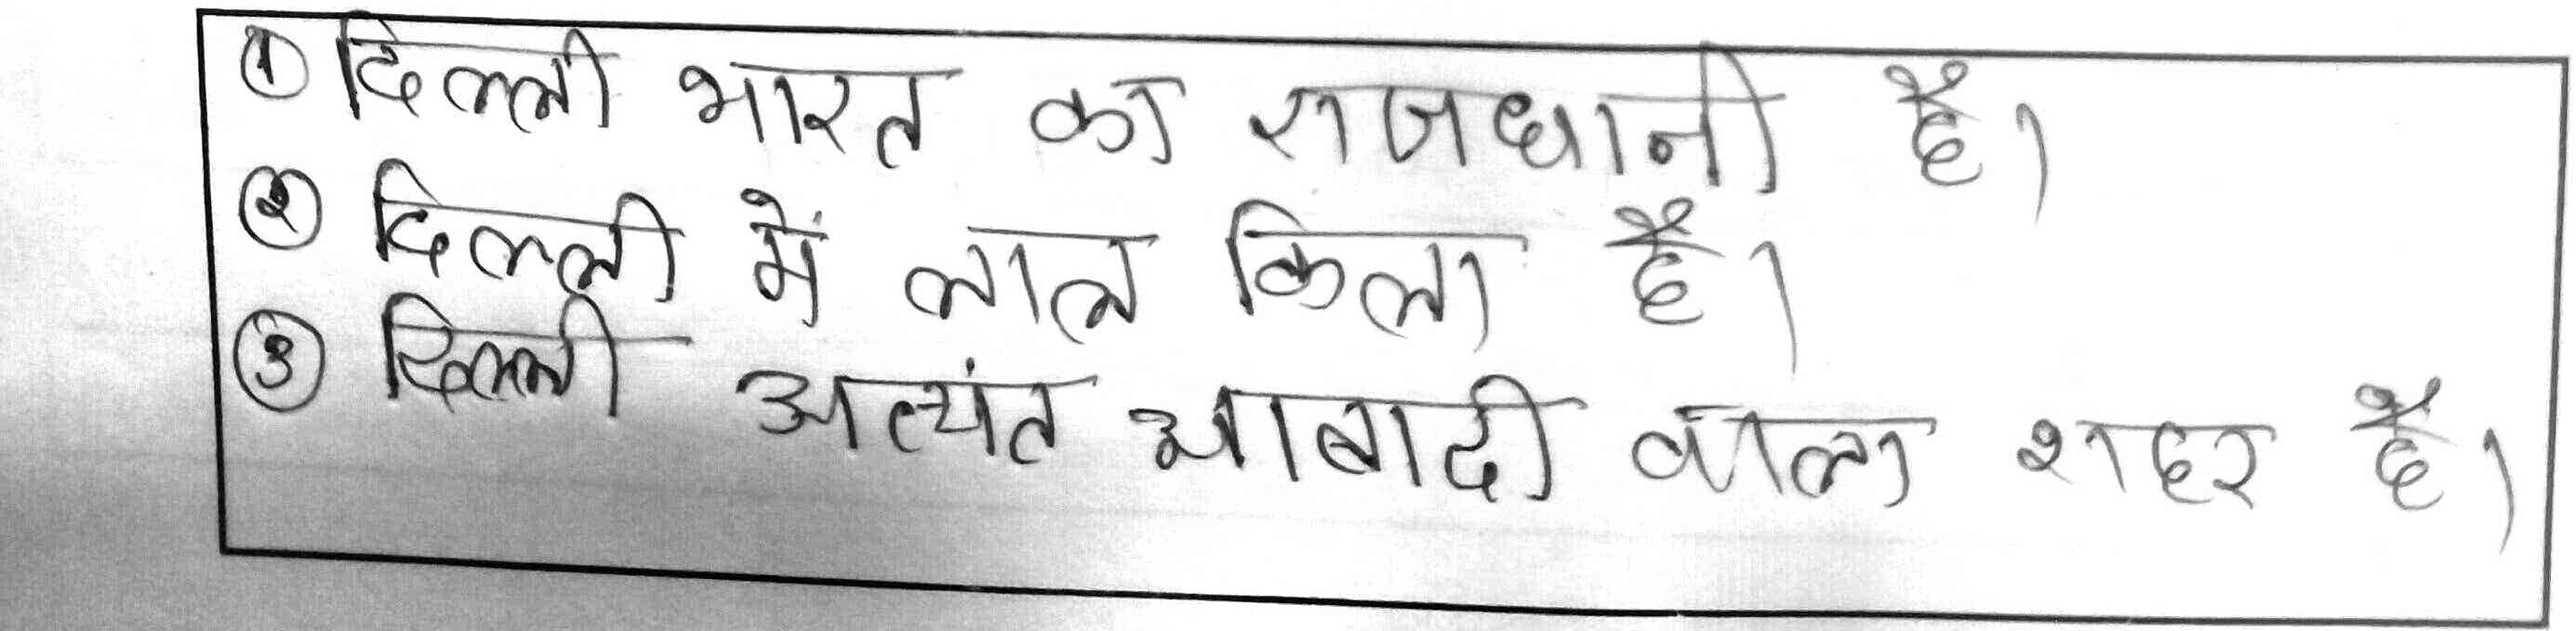 ① दिल्ली भारत का राजधानी है।
② दिल्ली में लाल किला है।
③ दिल्ली अत्यंत आबादी वाला शहर है।